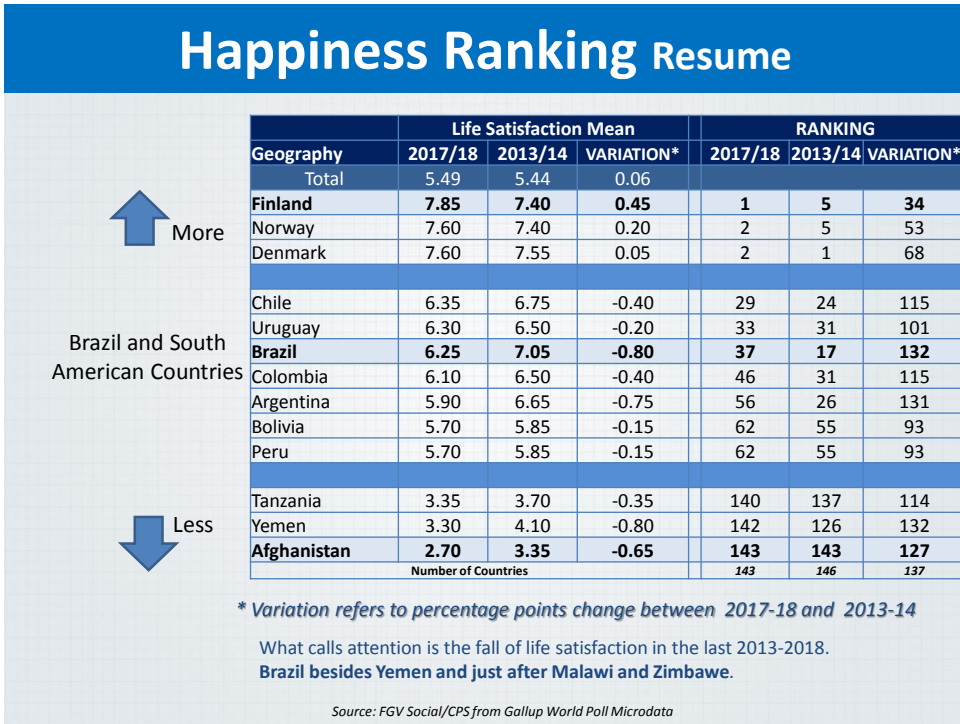 Happiness Ranking Resume
Life Satisfaction Mean RANKING
Geography 2017/18 2013/14 VARIATION* 2017/18 2013/14 VARIATION*
Total 5.49 5.44 0.06
Finland 7.85 7.40 0.45 1 5 34
More
Norway 7.60 7.40 0.20 2 5 53
Denmark 7.60 7.55 0.05 2 1 68
Chile 6.35 6.75 -0.40 29 24 115
Uruguay 6.30 6.50 -0.20 33 31 101
Brazil and South
American Countries
Brazil 6.25 7.05 -0.80 37 17 132
Colombia 6.10 6.50 -0.40 46 31 115
Argentina 5.90 6.65 -0.75 56 26 131
Bolivia 5.70 5.85 -0.15 62 55 93
Peru 5.70 5.85 -0.15 62 55 93
Tanzania 3.35 3.70 -0.35 140 137 114
Less
Yemen 3.30 4.10 -0.80 142 126 132
Afghanistan 2.70 3.35 -0.65 143 143 127
Number of Countries 143 146 137
* Variation refers to percentage points change between 2017-18 and 2013-14
What calls attention is the fall of life satisfaction in the last 2013-2018.
Brazil besides Yemen and just after Malawi and Zimbawe.
Source: FGV Social/CPS from Gallup World Poll Microdata